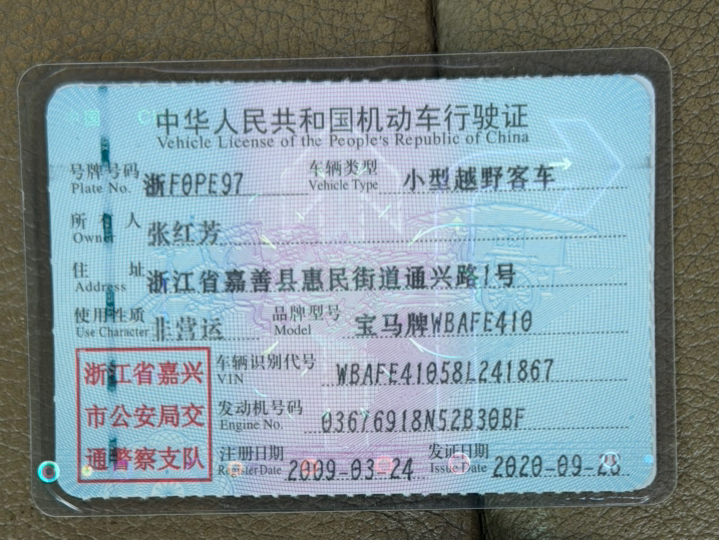 中华人民共和国机动车行驶证
Vehicle License of the People's Republic of China
号牌号码 浙F0PE97 车辆类型 小型越野客车
Plate No. Vehicle Type
所有人 张红芳
Owner
住址 浙江省嘉善县惠民街道通兴路1号
Address
使用性质 非营运 品牌型号 宝马牌WBAFE410
Use Character Model
浙江省嘉兴
市公安局交
通警察支队
车辆识别代号 WBAFE41058L241867
VIN
发动机号码 03676918N52B30BF
Engine No.
注册日期 2009-03-24 发证日期 2020-09-28
Register Date Issue Date